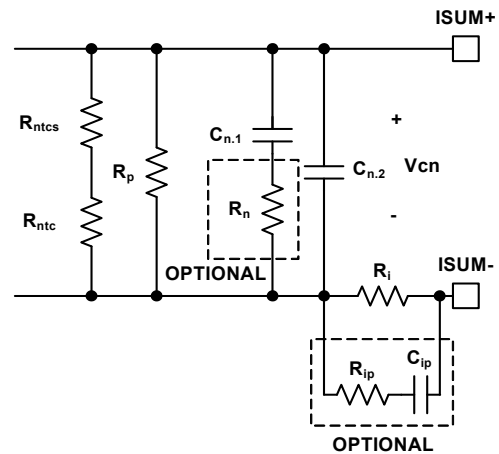 ISUM+
Rntcs
Rntc
Rp
Cn.1
Rn
OPTIONAL
Cn.2
+
Vcn
-
Ri
ISUM-
Rip
Cip
OPTIONAL